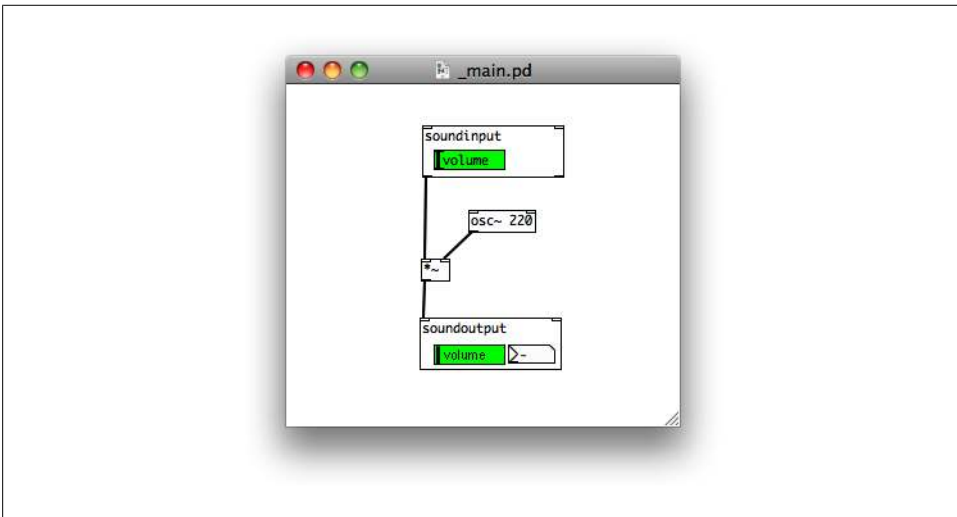 _main.pd
soundinput
volume
osc~ 220
*~
soundoutput
volume
-